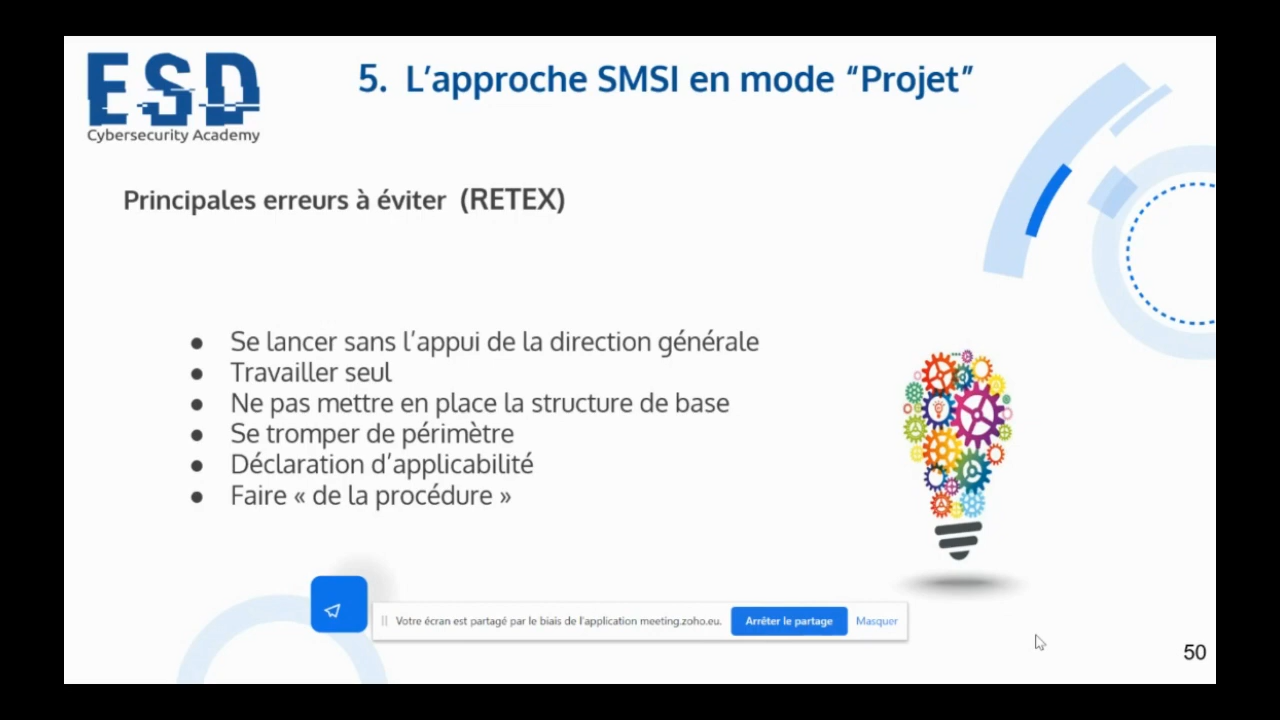 ESD
Cybersecurity Academy
5. L’approche SMSI en mode “Projet”
Principales erreurs à éviter (RETEX)
● Se lancer sans l’appui de la direction générale
● Travailler seul
● Ne pas mettre en place la structure de base
● Se tromper de périmètre
● Déclaration d’applicabilité
● Faire « de la procédure »
Votre écran est partagé par le biais de l'application meeting.zoho.eu. Arrêter le partage Masquer
50